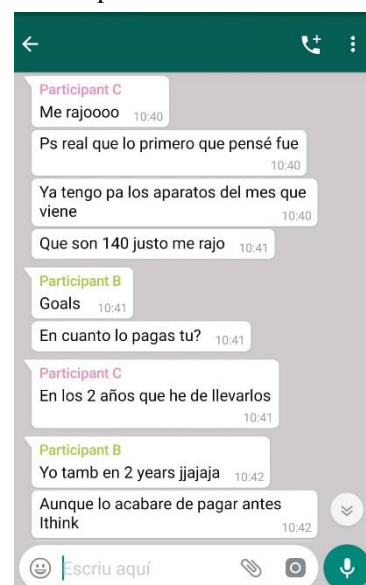 Participant C
Me rajoooo 10:40
Ps real que lo primero que pensé fue
10:40
Ya tengo pa los aparatos del mes que
viene 10:40
Que son 140 justo me rajo 10:41
Participant B
Goals 10:41
En cuanto lo pagas tu? 10:41
Participant C
En los 2 años que he de llevarlos
10:41
Participant B
Yo tamb en 2 years jjajaja 10:42
Aunque lo acabare de pagar antes
Ithink 10:42
Escriu aquí